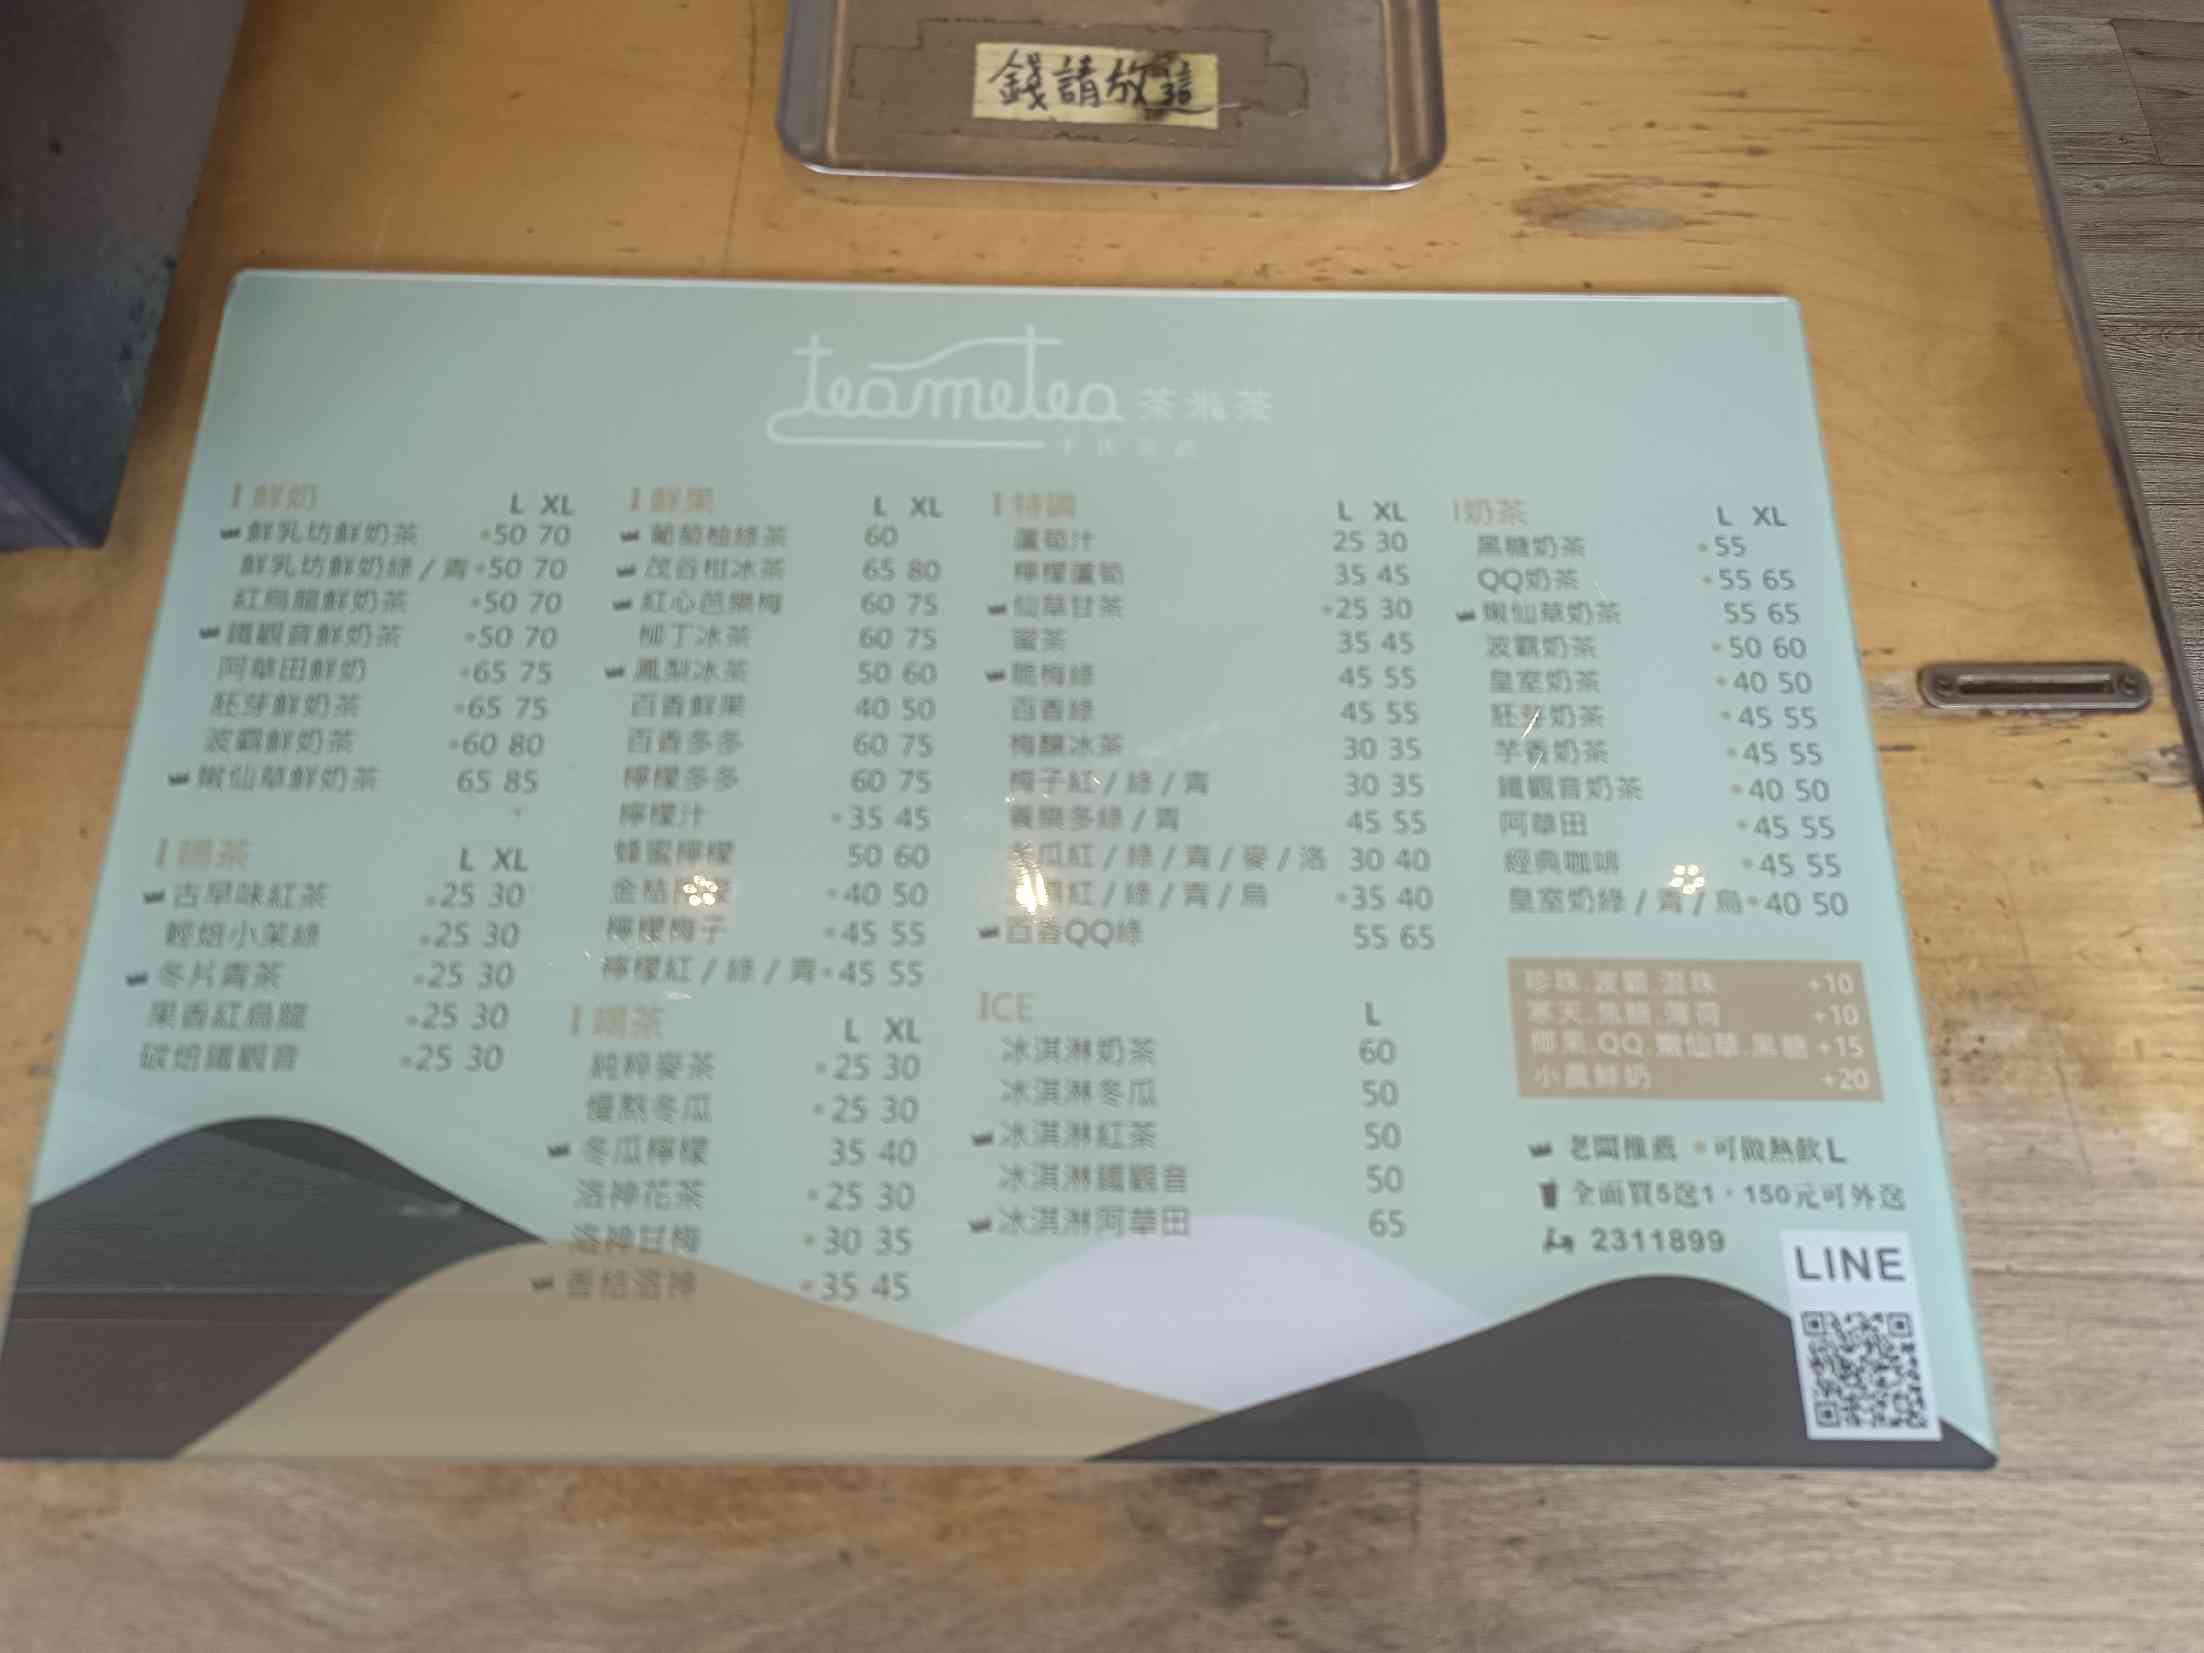 錢請放這
teametea 茶米茶
鮮奶 L XL
鮮乳坊鮮奶茶 50 70
鮮乳坊鮮奶綠 / 青 50 70
紅烏龍鮮奶茶 50 70
鐵觀音鮮奶茶 50 70
阿華田鮮奶 65 75
胚芽鮮奶茶 65 75
波霸鮮奶茶 60 80
嫩仙草鮮奶茶 65 85
喝茶 L XL
古早味紅茶 25 30
輕焙小葉綠 25 30
冬片青茶 25 30
果香紅烏龍 25 30
碳焙鐵觀音 25 30
鮮果 L XL
葡萄柚綠茶 60
茂谷柑冰茶 65 80
紅心芭樂梅 60 75
柳丁冰茶 60 75
鳳梨冰茶 50 60
百香鮮果 40 50
百香多多 60 75
檸檬多多 60 75
檸檬汁 35 45
蜂蜜檸檬 50 60
金桔檸檬 40 50
檸檬梅子 45 55
檸檬紅 / 綠 / 青 45 55
喝茶 L XL
純粹麥茶 25 30
慢熬冬瓜 25 30
冬瓜檸檬 35 40
洛神花茶 25 30
洛神甘梅 30 35
香桔洛神 35 45
特調 L XL
蘆筍汁 25 30
檸檬蘆筍 35 45
仙草甘茶 25 30
蜜茶 35 45
脆梅綠 45 55
百香綠 45 55
梅釀冰茶 30 35
梅子紅 / 綠 / 青 30 35
養樂多綠 / 青 45 55
冬瓜紅 / 綠 / 青 / 麥 / 洛 30 40
紅 / 綠 / 青 / 烏 35 40
百香QQ綠 55 65
ICE L
冰淇淋奶茶 60
冰淇淋冬瓜 50
冰淇淋紅茶 50
冰淇淋鐵觀音 50
冰淇淋阿華田 65
奶茶 L XL
黑糖奶茶 55
QQ奶茶 55 65
嫩仙草奶茶 55 65
波霸奶茶 50 60
皇室奶茶 40 50
胚芽奶茶 45 55
芋香奶茶 45 55
鐵觀音奶茶 40 50
阿華田 45 55
經典咖啡 45 55
皇室奶綠 / 青 / 烏 40 50
珍珠.波霸.混珠 +10
寒天.焦糖.薄荷 +10
椰果.QQ.嫩仙草.黑糖 +15
小農鮮奶 +20
老闆推薦 可做熱飲L
全面買5送1，150元可外送
2311899
LINE